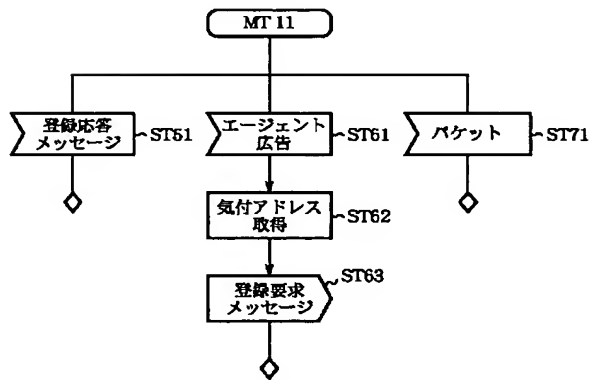 MT 11
登録応答
メッセージ
ST51
エージェント
広告
ST61
パケット
ST71
気付アドレス
取得
ST62
登録要求
メッセージ
ST63